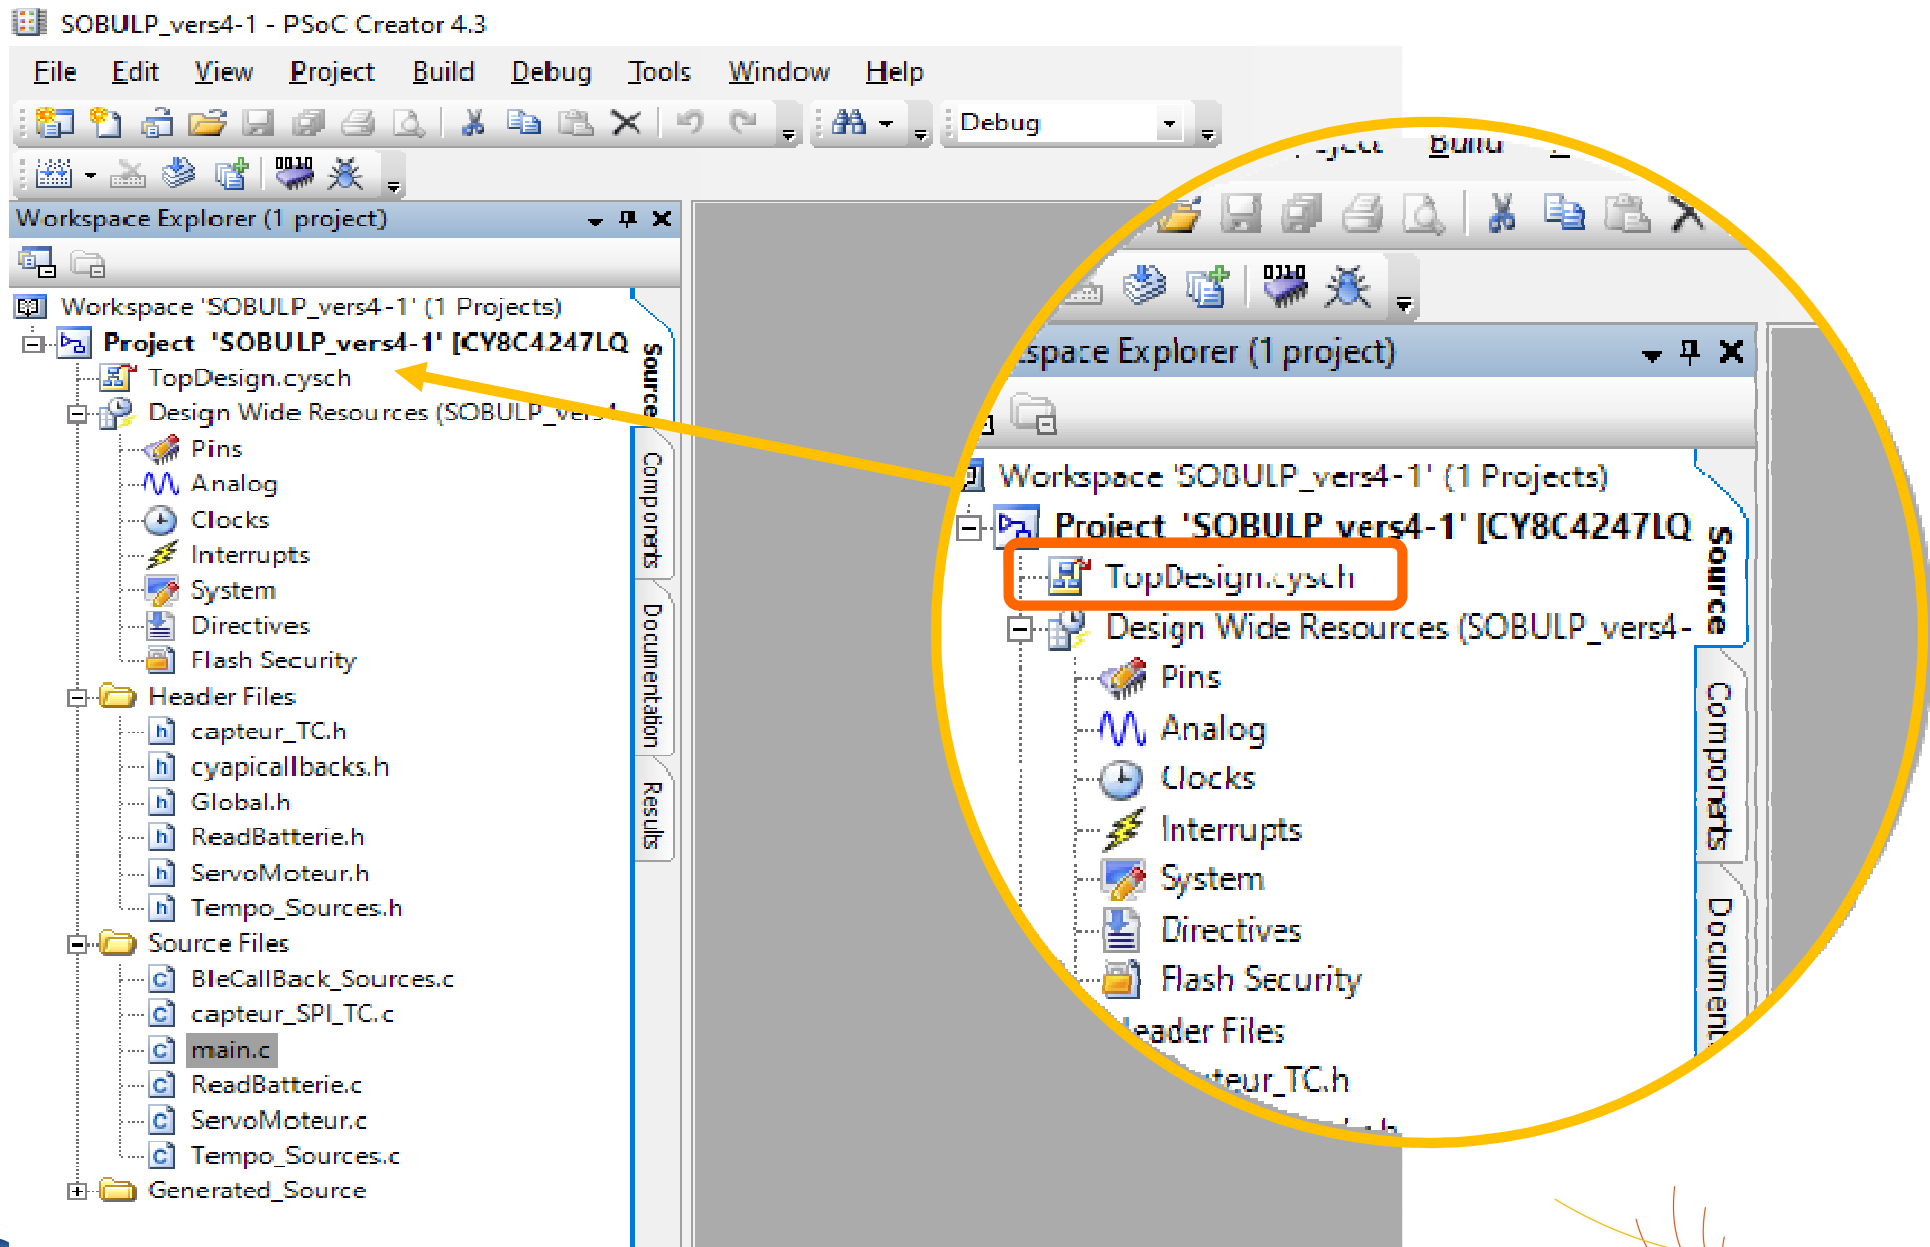 SOBULP_vers4-1 - PSoC Creator 4.3
File Edit View Project Build Debug Tools Window Help
Debug
Workspace Explorer (1 project)
Workspace 'SOBULP_vers4-1' (1 Projects)
Project 'SOBULP_vers4-1' [CY8C4247LQ
TopDesign.cysch
Design Wide Resources (SOBULP_vers4
Pins
Analog
Clocks
Interrupts
System
Directives
Flash Security
Header Files
capteur_TC.h
cyapicallbacks.h
Global.h
ReadBatterie.h
ServoMoteur.h
Tempo_Sources.h
Source Files
BleCallBack_Sources.c
capteur_SPI_TC.c
main.c
ReadBatterie.c
ServoMoteur.c
Tempo_Sources.c
Generated_Source
Source
Components
Documentation
Results
Build
space Explorer (1 project)
Workspace 'SOBULP_vers4-1' (1 Projects)
Project 'SOBULP_vers4-1' [CY8C4247LQ
TopDesign.cysch
Design Wide Resources (SOBULP_vers4-
Pins
Analog
Clocks
Interrupts
System
Directives
Flash Security
eader Files
teur_TC.h
Source
Components
Document